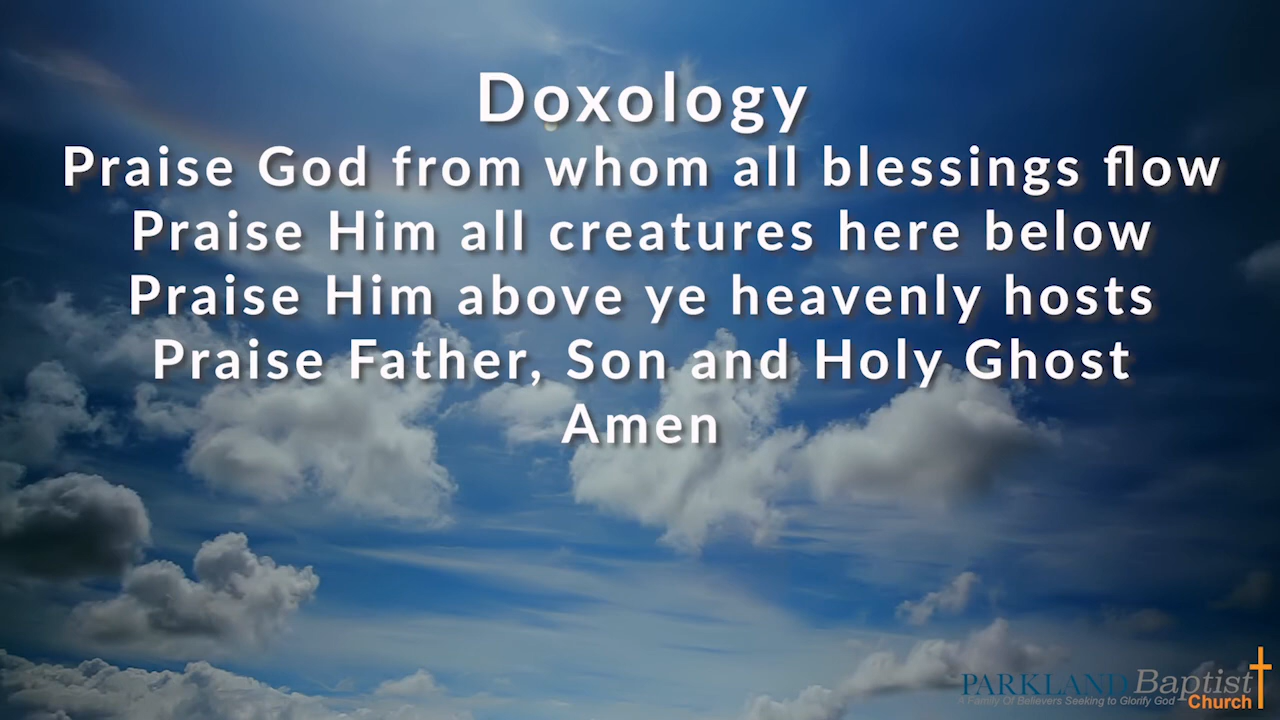 Doxology
Praise God from whom all blessings flow
Praise Him all creatures here below
Praise Him above ye heavenly hosts
Praise Father, Son and Holy Ghost
Amen
PARKLAND Baptist
A Family Of Believers Seeking to Glorify God Church